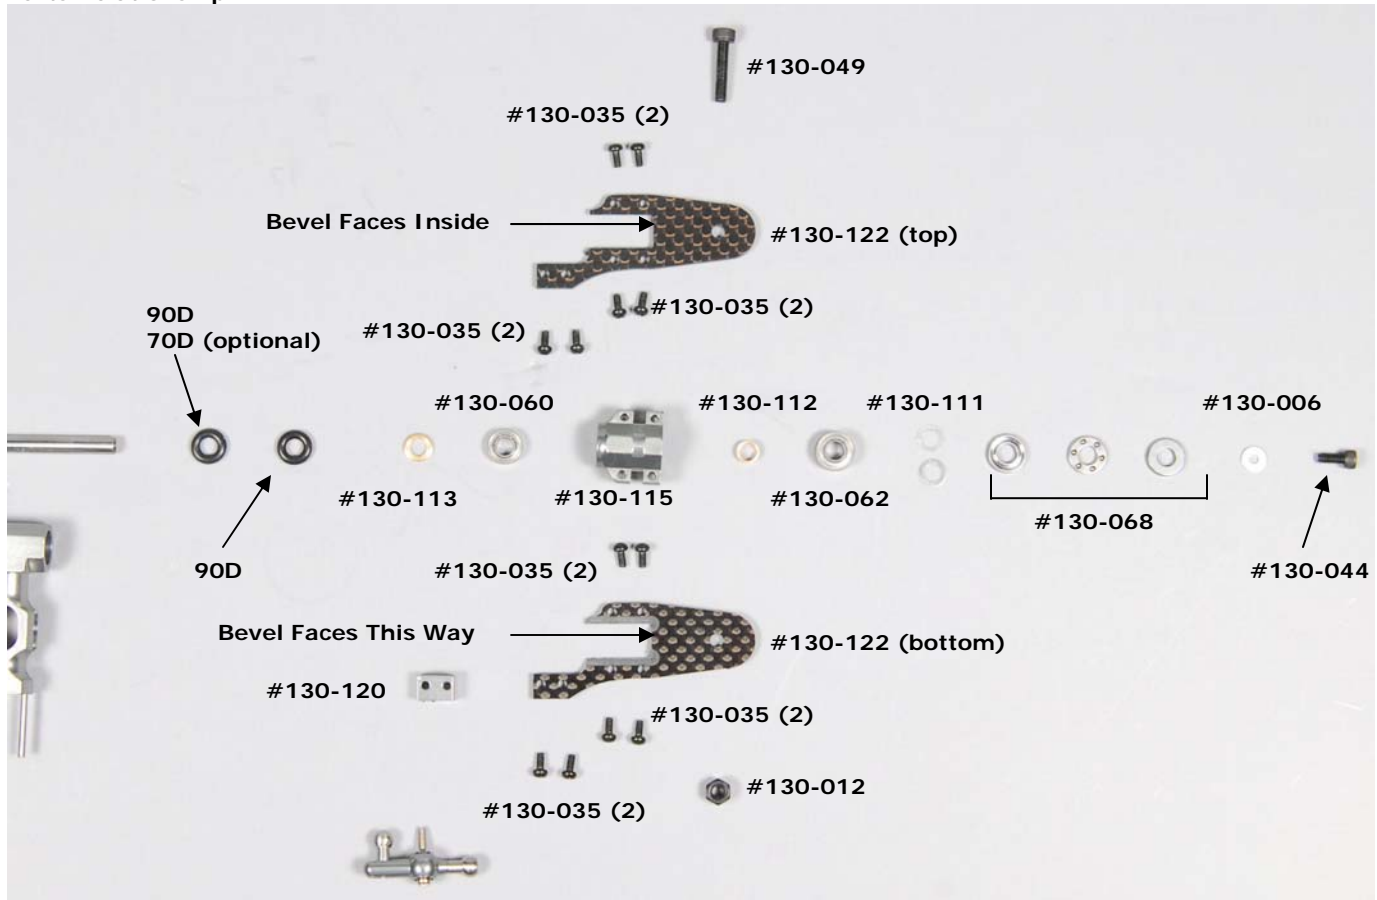 #130-049
#130-035 (2)
Bevel Faces Inside
#130-122 (top)
#130-035 (2)
90D
70D (optional)
#130-035 (2)
#130-060
#130-112
#130-111
#130-006
#130-113
#130-115
#130-062
#130-068
90D
#130-035 (2)
#130-044
Bevel Faces This Way
#130-122 (bottom)
#130-120
#130-035 (2)
#130-012
#130-035 (2)